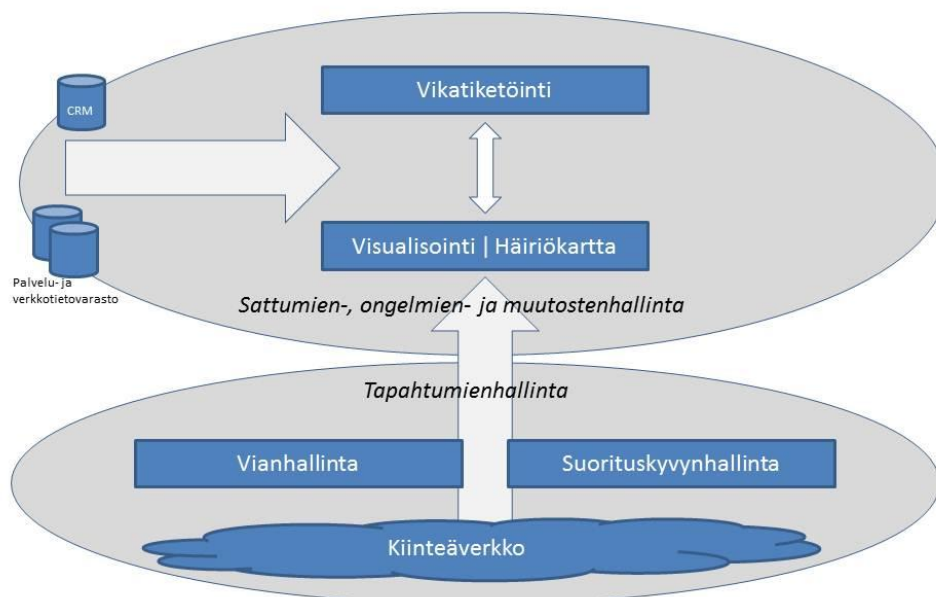 Vikatiketöinti
CRM
Visualisointi | Häiriökartta
Palvelu- ja
verkkotietovarasto
Sattumien-, ongelmien- ja muutostenhallinta
Tapahtumienhallinta
Vianhallinta
Suorituskyvynhallinta
Kiinteäverkko